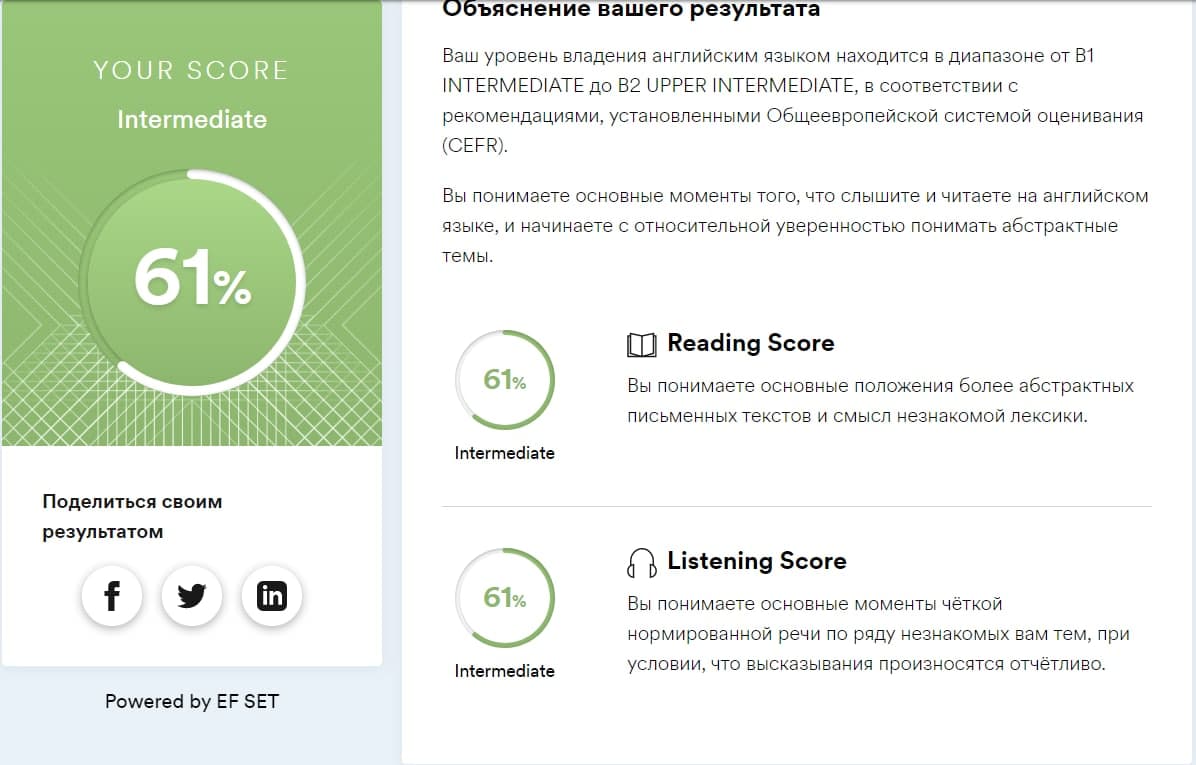 YOUR SCORE
Intermediate
61%
Поделиться своим
результатом
Powered by EF SET
Объяснение вашего результата
Ваш уровень владения английским языком находится в диапазоне от B1
INTERMEDIATE до B2 UPPER INTERMEDIATE, в соответствии с
рекомендациями, установленными Общеевропейской системой оценивания
(CEFR).
Вы понимаете основные моменты того, что слышите и читаете на английском
языке, и начинаете с относительной уверенностью понимать абстрактные
темы.
61%
Intermediate
Reading Score
Вы понимаете основные положения более абстрактных
письменных текстов и смысл незнакомой лексики.
61%
Intermediate
Listening Score
Вы понимаете основные моменты чёткой
нормированной речи по ряду незнакомых вам тем, при
условии, что высказывания произносятся отчётливо.